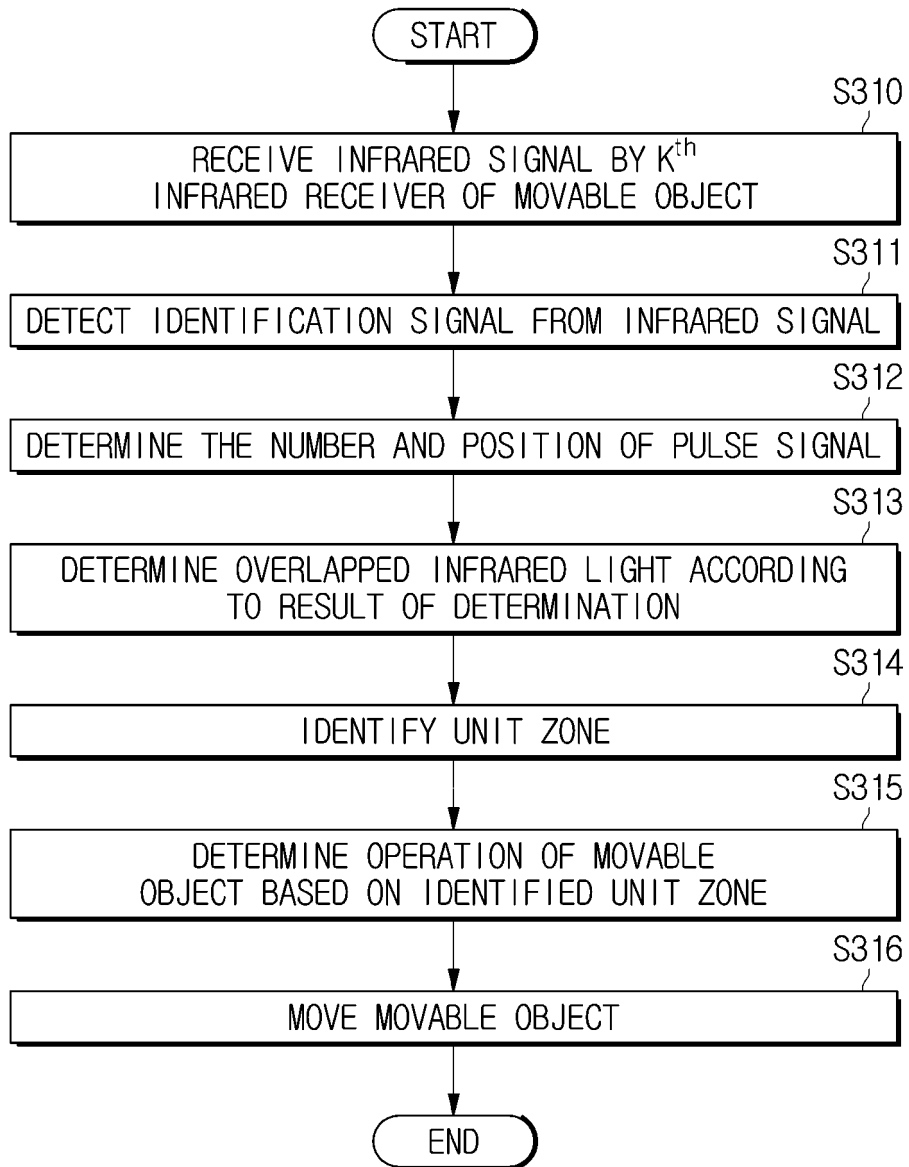 START
S310
RECEIVE INFRARED SIGNAL BY Kth
INFRARED RECEIVER OF MOVABLE OBJECT
S311
DETECT IDENTIFICATION SIGNAL FROM INFRARED SIGNAL
S312
DETERMINE THE NUMBER AND POSITION OF PULSE SIGNAL
S313
DETERMINE OVERLAPPED INFRARED LIGHT ACCORDING
TO RESULT OF DETERMINATION
S314
IDENTIFY UNIT ZONE
S315
DETERMINE OPERATION OF MOVABLE
OBJECT BASED ON IDENTIFIED UNIT ZONE
S316
MOVE MOVABLE OBJECT
END